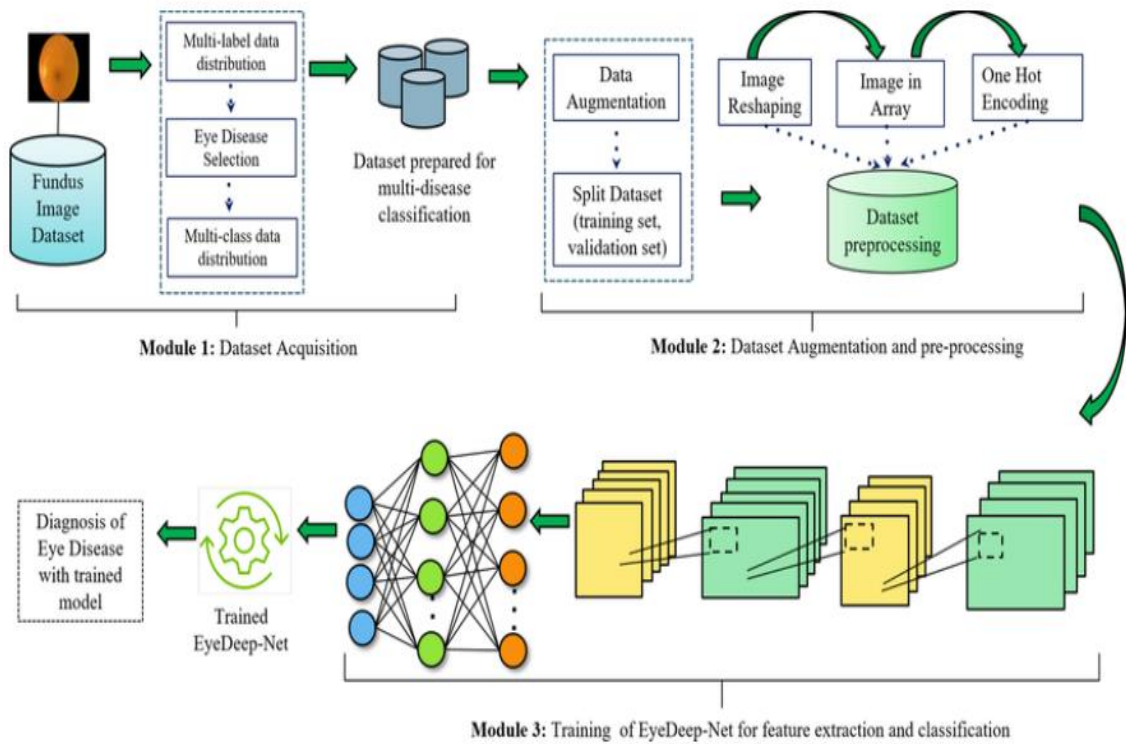 Fundus
Image
Dataset
Multi-label data
distribution
Eye Disease
Selection
Multi-class data
distribution
Dataset prepared for
multi-disease
classification
Module 1: Dataset Acquisition
Data
Augmentation
Split Dataset
(training set,
validation set)
Image
Reshaping
Image in
Array
One Hot
Encoding
Dataset
preprocessing
Module 2: Dataset Augmentation and pre-processing
Diagnosis of
Eye Disease
with trained
model
Trained
EyeDeep-Net
Module 3: Training of EyeDeep-Net for feature extraction and classification